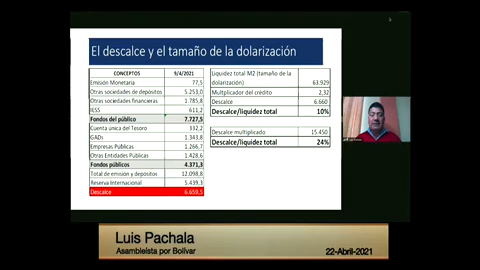 El descalce y el tamaño de la dolarización
CONCEPTOS 9/4/2021
Emisión Monetaria 77,5
Otras sociedades de depósitos 5.253,0
Otras sociedades financieras 1.785,8
IESS 611,2
Fondos del público 7.727,5
Cuenta unica del Tesoro 332,2
GADs 1.343,8
Empresas Públicas 1.266,7
Otras Entidades Públicas 1.428,6
Fondos públicos 4.371,3
Total de emisión y depósitos 12.098,8
Reserva Internacional 5.439,3
Descalce 6.659,5
Liquidez total M2 (tamaño de la
dolarización) 63.929
Multiplicador del crédito 2,32
Descalce 6.660
Descalce/liquidez total 10%
Descalce multiplicado 15.450
Descalce/liquidez total 24%
Luis Pachala
Asambleísta por Bolívar
22-Abril-2021